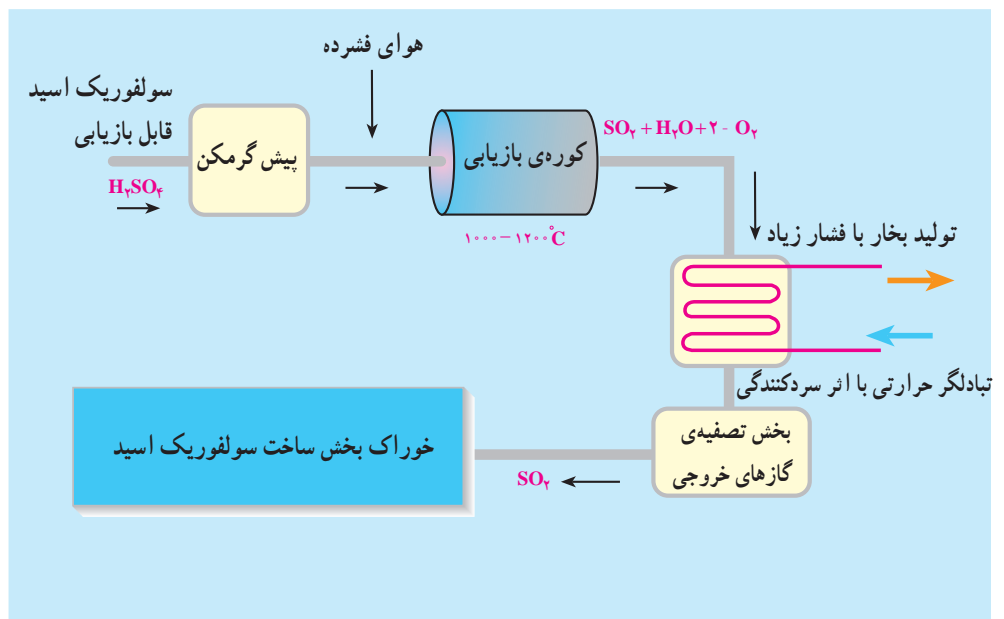 هوای فشرده
سولفوریک اسید
قابل بازیابی
H۲SO۴
پیش گرمکن
کوره‌ی بازیابی
۱۰۰۰–۱۲۰۰°C
SO۲+H۲O+۲ - O۲
تولید بخار با فشار زیاد
تبادلگر حرارتی با اثر سردکنندگی
بخش تصفیه‌ی
گازهای خروجی
SO۲
خوراک بخش ساخت سولفوریک اسید